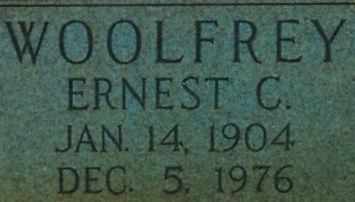 WOOLFREY
ERNEST C.
JAN. 14, 1904
DEC. 5, 1976